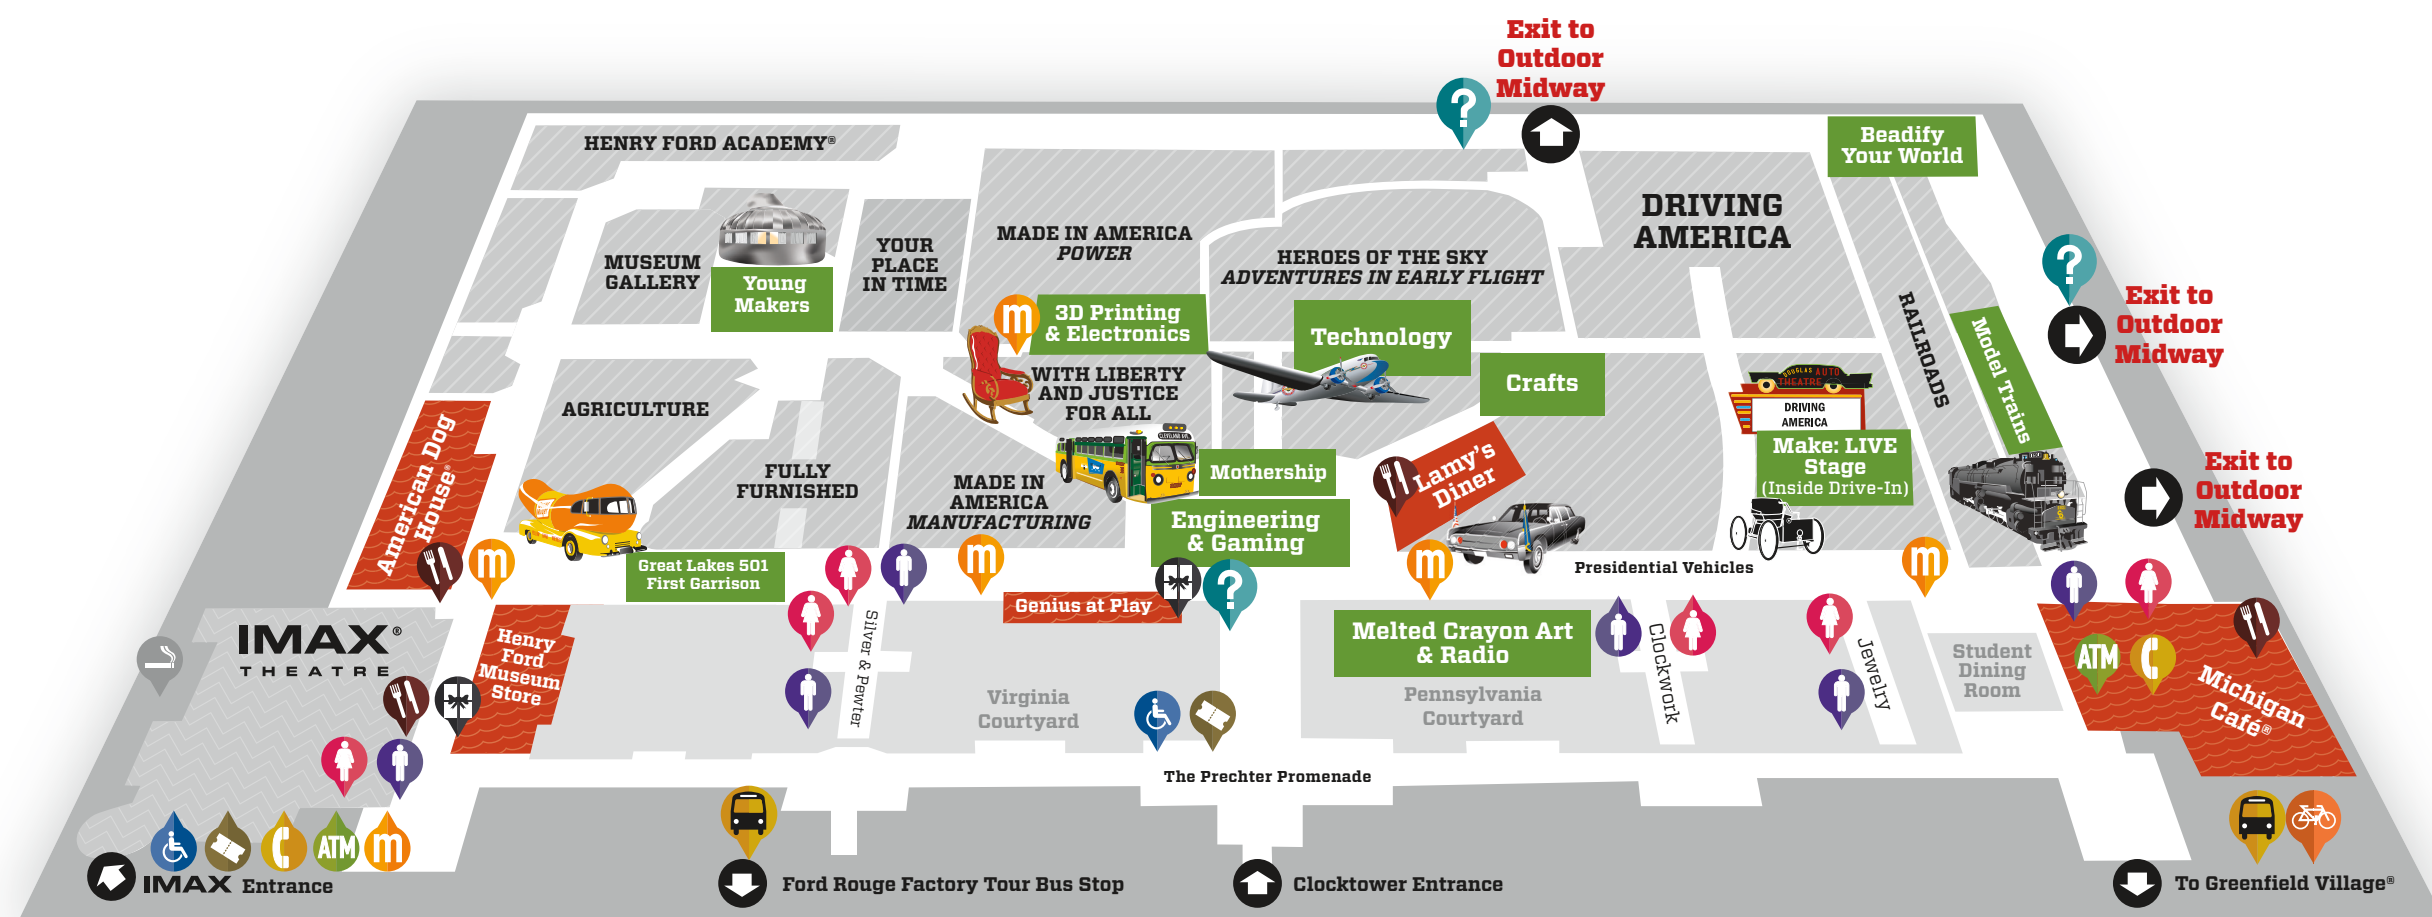 Exit to
Outdoor
Midway
?
HENRY FORD ACADEMY®
Beadify
Your World
MUSEUM
GALLERY
Young
Makers
YOUR
PLACE
IN TIME
MADE IN AMERICA
POWER
HEROES OF THE SKY
ADVENTURES IN EARLY FLIGHT
DRIVING
AMERICA
?
Exit to
Outdoor
Midway
m
3D Printing
& Electronics
Technology
RAILROADS
Model Trains
AGRICULTURE
WITH LIBERTY
AND JUSTICE
FOR ALL
Crafts
DOUGLAS AUTO
THEATRE
DRIVING
AMERICA
Make: LIVE
Stage
(Inside Drive-In)
American Dog
House®
FULLY
FURNISHED
MADE IN
AMERICA
MANUFACTURING
CLEVELAND AVE
Mothership
Lamy's
Diner
Exit to
Outdoor
Midway
Engineering
& Gaming
m
Great Lakes 501
First Garrison
m
m
Presidential Vehicles
m
Genius at Play
?
IMAX®
THEATRE
Henry
Ford
Museum
Store
Silver & Pewter
Virginia
Courtyard
Melted Crayon Art
& Radio
Pennsylvania
Courtyard
Clockwork
Jewelry
Student
Dining
Room
ATM
Michigan
Café®
The Prechter Promenade
ATM
m
IMAX Entrance
Ford Rouge Factory Tour Bus Stop
Clocktower Entrance
To Greenfield Village®